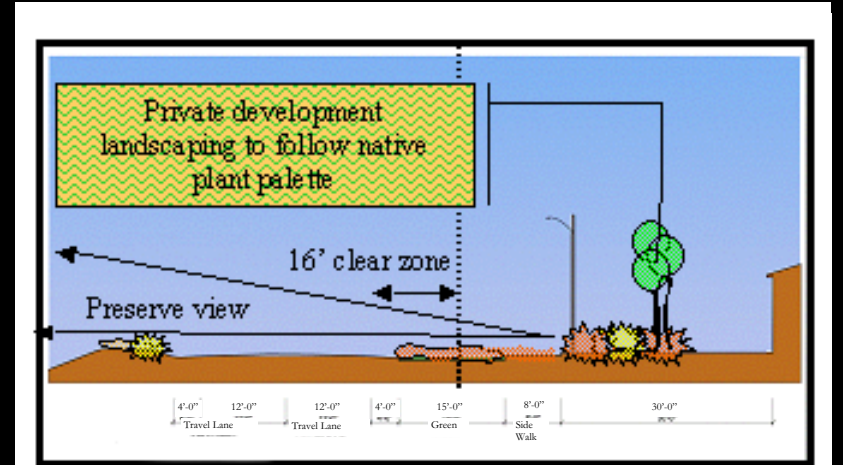 Private development
landscaping to follow native
plant palette
16' clear zone
Preserve view
4'-0" 12'-0" 12'-0" 4'-0" 15'-0" 8'-0" 30'-0"
Travel Lane Travel Lane Green Side
Walk